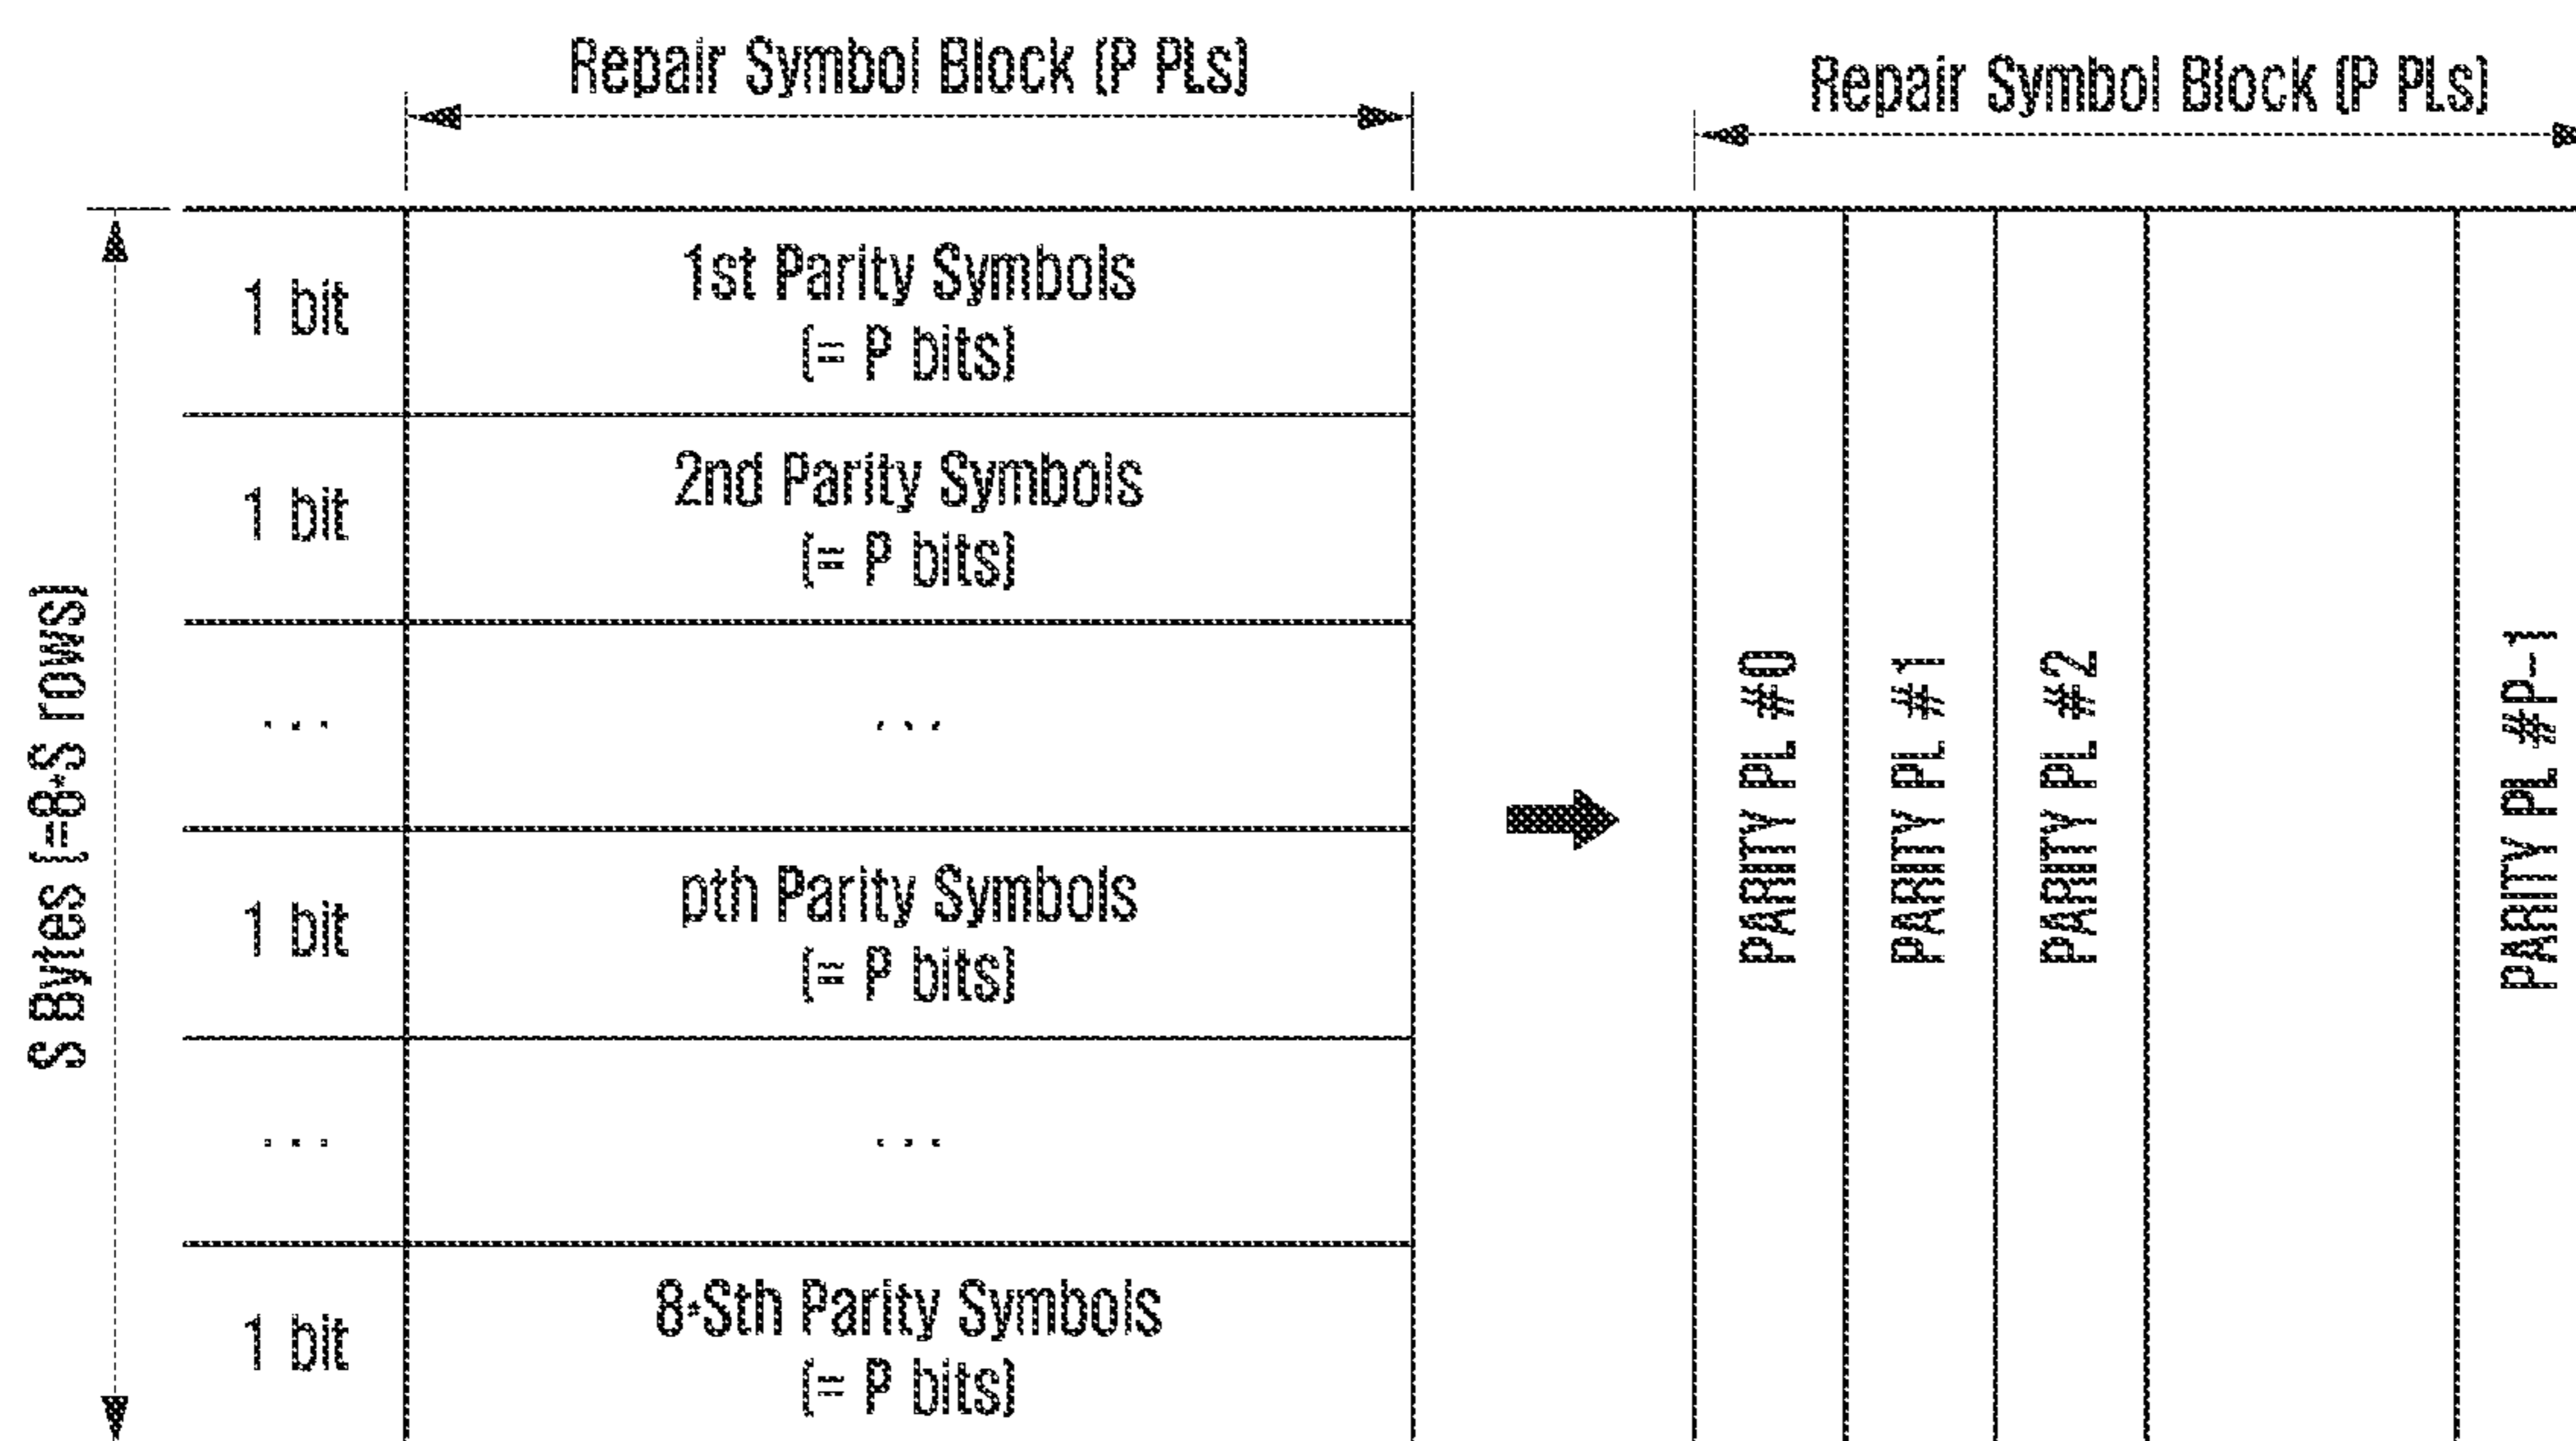 Repair Symbol Block (P PLs)
Repair Symbol Block (P PLs)
S Bytes (=8*S rows)
1 bit
1st Parity Symbols
(= P bits)
1 bit
2nd Parity Symbols
(= P bits)
...
...
1 bit
pth Parity Symbols
(= P bits)
...
...
1 bit
8*Sth Parity Symbols
(= P bits)
PARITY PL #0
PARITY PL #1
PARITY PL #2
PARITY PL #P-1